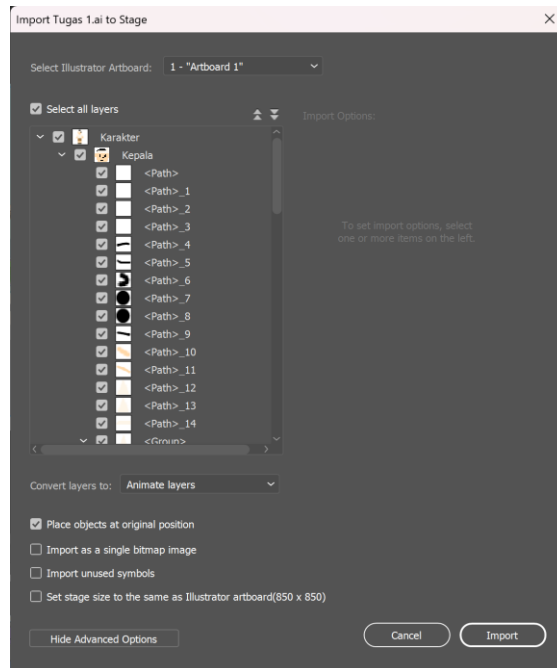 Import Tugas 1.ai to Stage
Select Illustrator Artboard: 1 - "Artboard 1"
Select all layers
Import Options:
Karakter
Kepala
<Path>
<Path>_1
<Path>_2
<Path>_3
<Path>_4
<Path>_5
<Path>_6
<Path>_7
<Path>_8
<Path>_9
<Path>_10
<Path>_11
<Path>_12
<Path>_13
<Path>_14
<Group>
To set import options, select
one or more items on the left.
Convert layers to: Animate layers
Place objects at original position
Import as a single bitmap image
Import unused symbols
Set stage size to the same as Illustrator artboard(850 x 850)
Hide Advanced Options
Cancel
Import